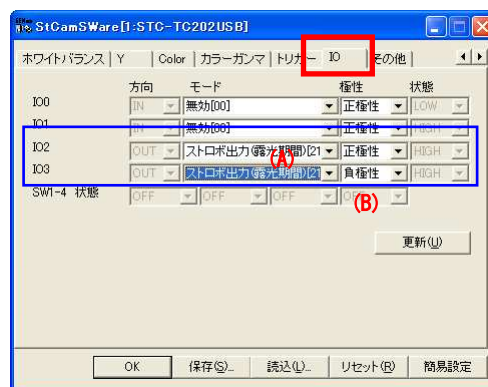 StCamSWare[1:STC-TC202USB]
ホワイトバランス Y Color カラーガンマ トリガー IO その他
方向 モード 極性 状態
IO0 IN 無効[00] 正極性 LOW
IO1 IN 無効[00] 正極性 HIGH
IO2 OUT ストロボ出力(露光期間)[21 正極性 HIGH
(A)
IO3 OUT ストロボ出力(露光期間)[21 負極性 HIGH
SW1-4 状態 OFF OFF OFF OFF
(B)
更新(U)
OK 保存(S)... 読込(L)... リセット(R) 簡易設定